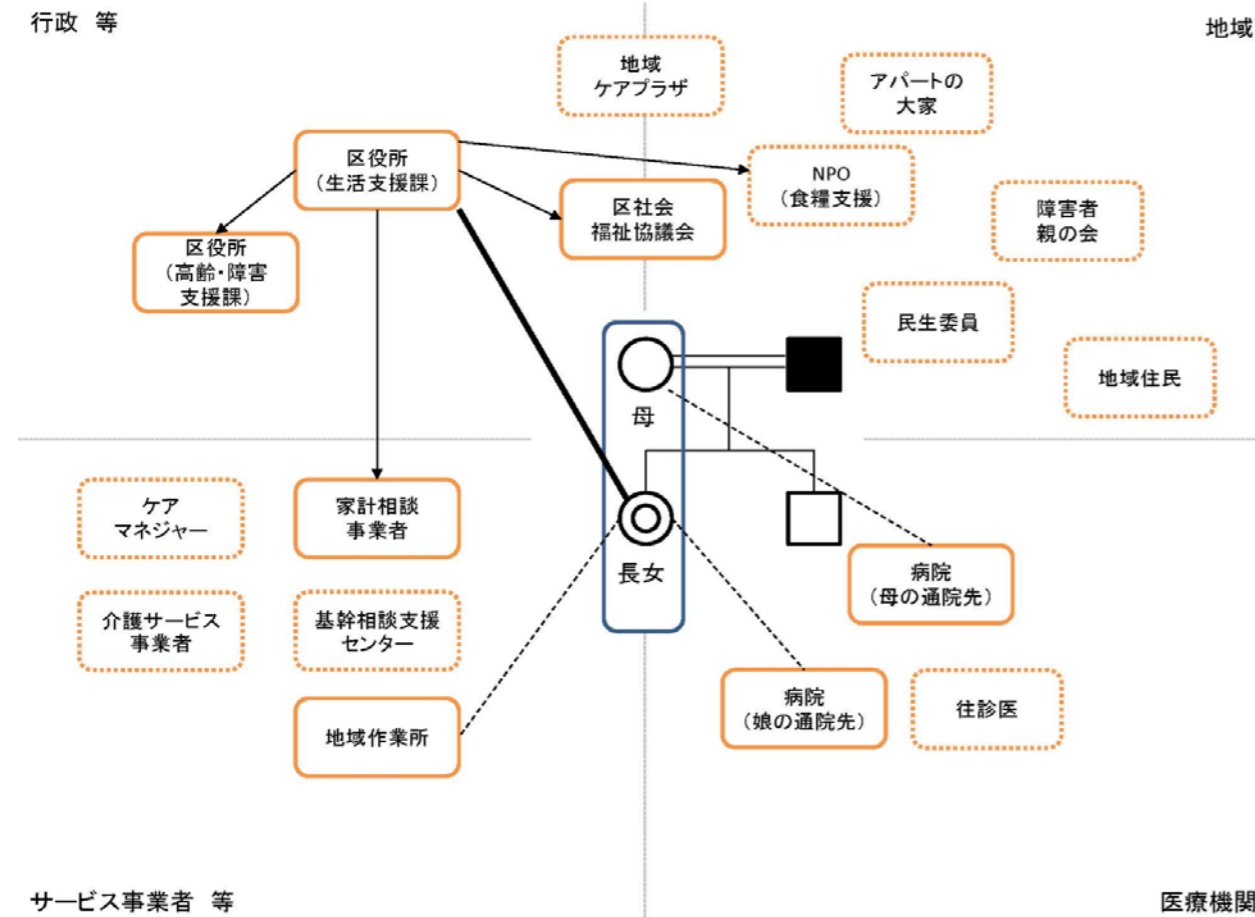 行政 等
地域
地域
ケアプラザ
アパートの
大家
区役所
（生活支援課）
NPO
（食糧支援）
区社会
福祉協議会
障害者
親の会
区役所
（高齢・障害
支援課）
民生委員
地域住民
母
ケア
マネジャー
家計相談
事業者
長女
病院
（母の通院先）
介護サービス
事業者
基幹相談支援
センター
病院
（娘の通院先）
往診医
地域作業所
サービス事業者 等
医療機関